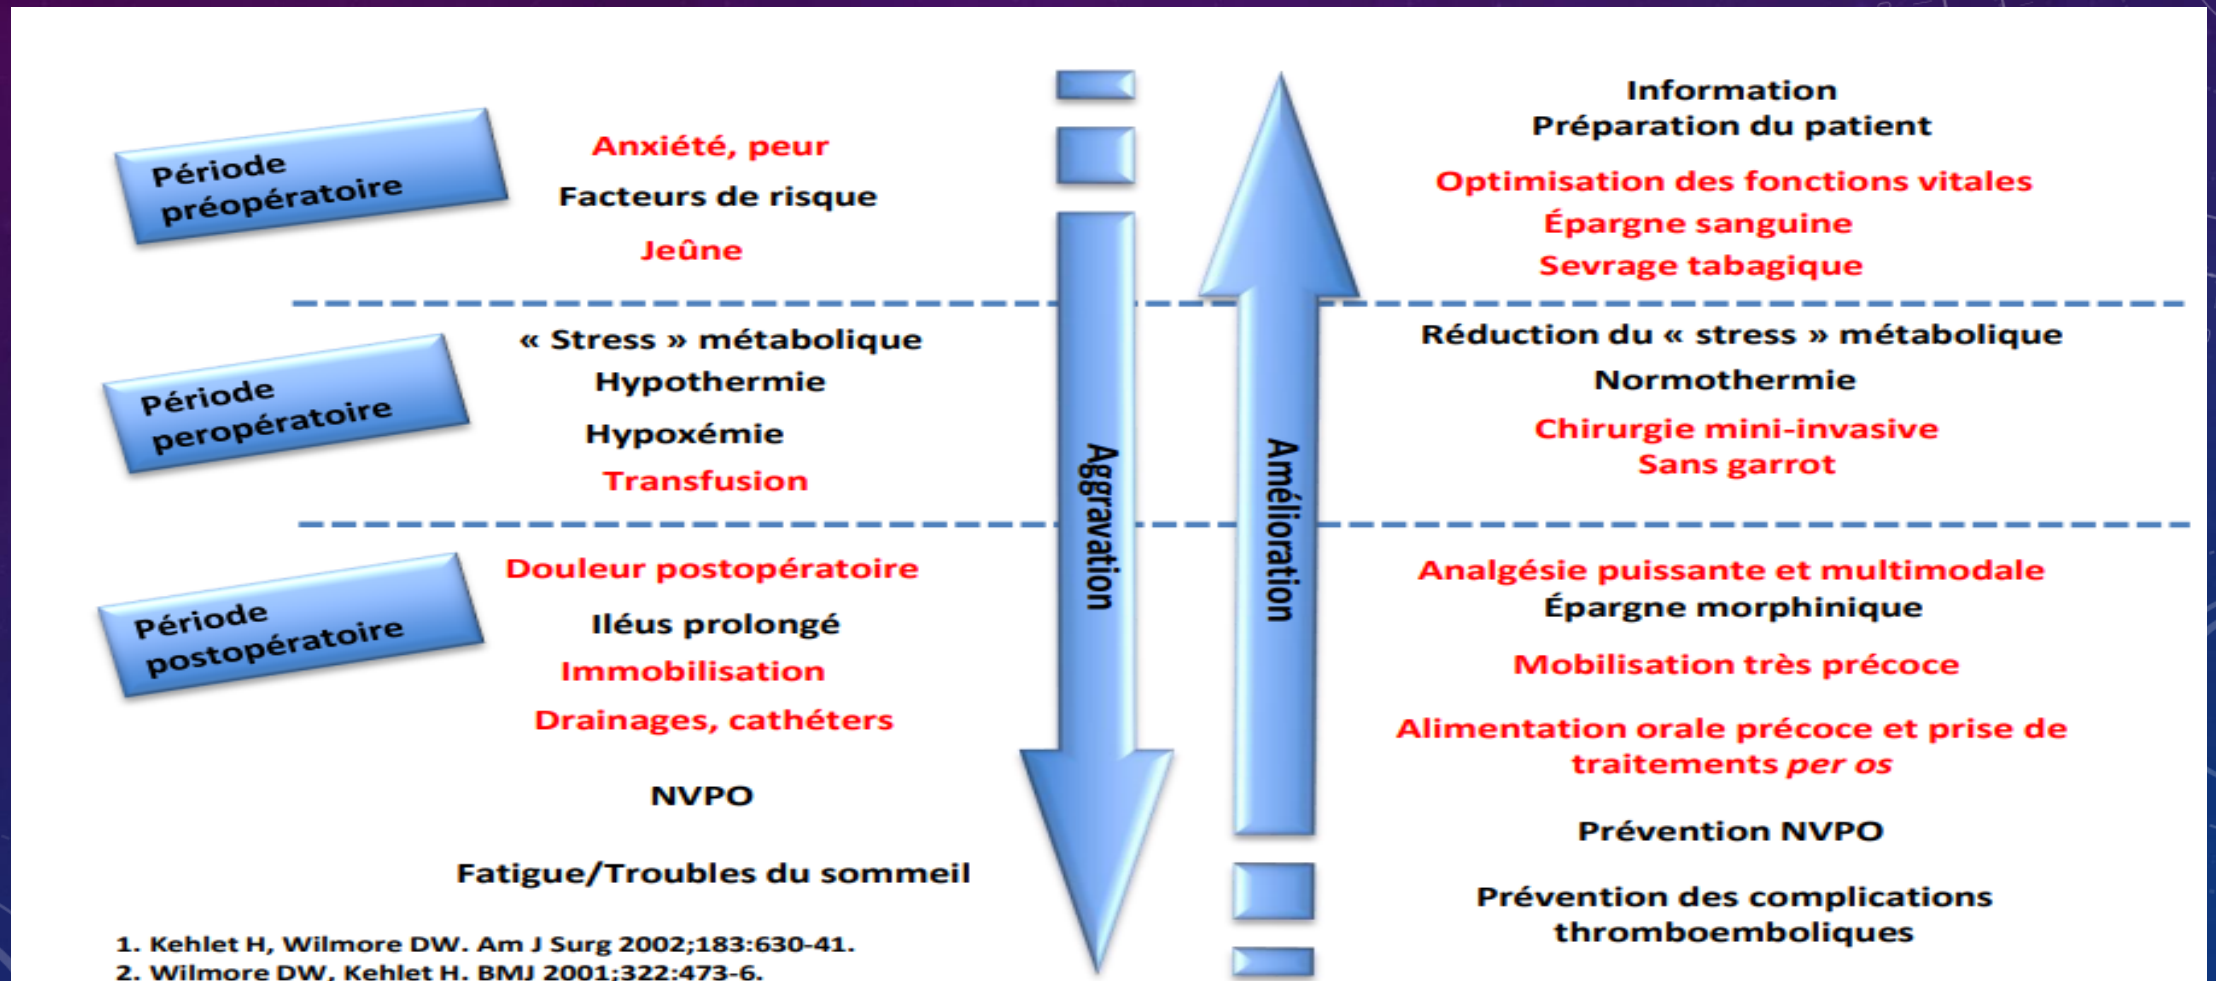 Période
préopératoire
Anxiété, peur
Facteurs de risque
Jeûne
Information
Préparation du patient
Optimisation des fonctions vitales
Épargne sanguine
Sevrage tabagique
Période
peropératoire
« Stress » métabolique
Hypothermie
Hypoxémie
Transfusion
Réduction du « stress » métabolique
Normothermie
Chirurgie mini-invasive
Sans garrot
Aggravation
Amélioration
Période
postopératoire
Douleur postopératoire
Iléus prolongé
Immobilisation
Drainages, cathéters
NVPO
Fatigue/Troubles du sommeil
Analgésie puissante et multimodale
Épargne morphinique
Mobilisation très précoce
Alimentation orale précoce et prise de
traitements per os
Prévention NVPO
Prévention des complications
thromboemboliques
1. Kehlet H, Wilmore DW. Am J Surg 2002;183:630-41.
2. Wilmore DW, Kehlet H. BMJ 2001;322:473-6.